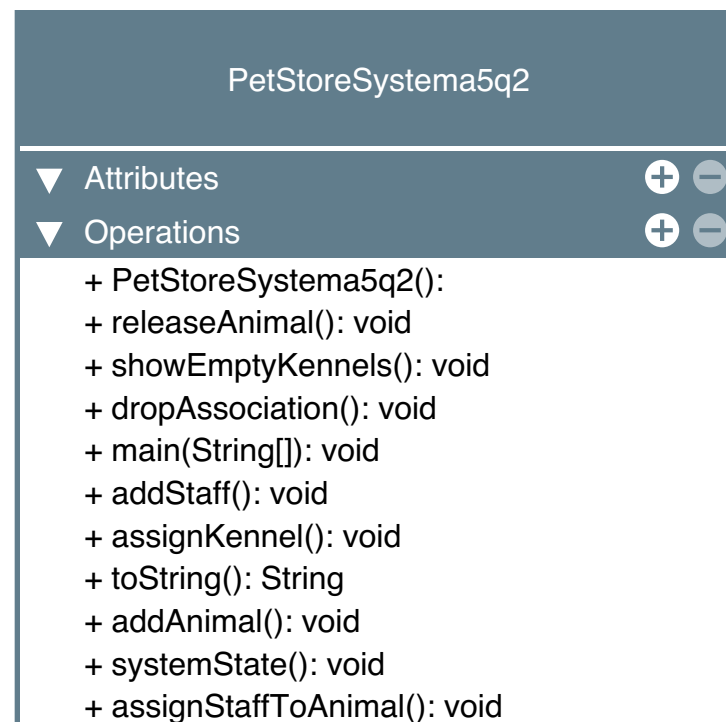 PetStoreSystema5q2
Attributes
Operations
+ PetStoreSystema5q2():
+ releaseAnimal(): void
+ showEmptyKennels(): void
+ dropAssociation(): void
+ main(String[]): void
+ addStaff(): void
+ assignKennel(): void
+ toString(): String
+ addAnimal(): void
+ systemState(): void
+ assignStaffToAnimal(): void